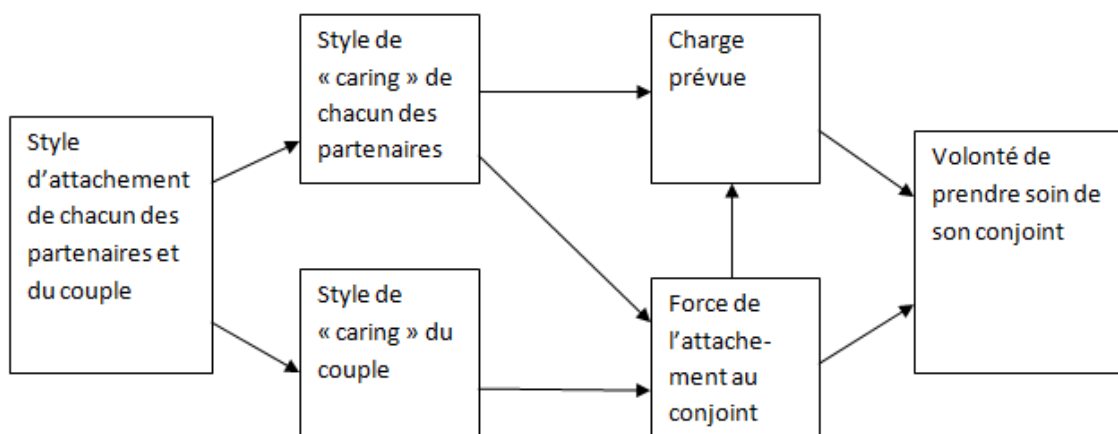 Style
d’attachement
de chacun des
partenaires et
du couple
Style de
« caring » de
chacun des
partenaires
Style de
« caring » du
couple
Charge
prévue
Force de
l’attache-
ment au
conjoint
Volonté de
prendre soin de
son conjoint